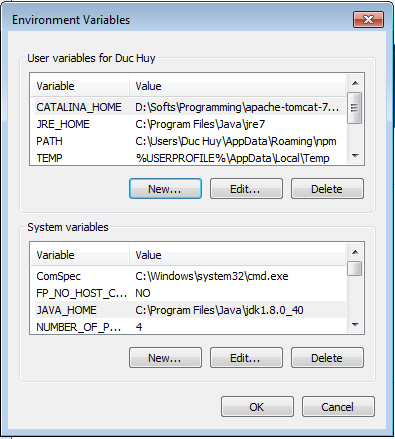 Environment Variables
User variables for Duc Huy
Variable Value
CATALINA_HOME D:\Softs\Programming\apache-tomcat-7...
JRE_HOME C:\Program Files\Java\jre7
PATH C:\Users\Duc Huy\AppData\Roaming\npm
TEMP %USERPROFILE%\AppData\Local\Temp
New... Edit... Delete
System variables
Variable Value
ComSpec C:\Windows\system32\cmd.exe
FP_NO_HOST_C... NO
JAVA_HOME C:\Program Files\Java\jdk1.8.0_40
NUMBER_OF_P... 4
New... Edit... Delete
OK Cancel